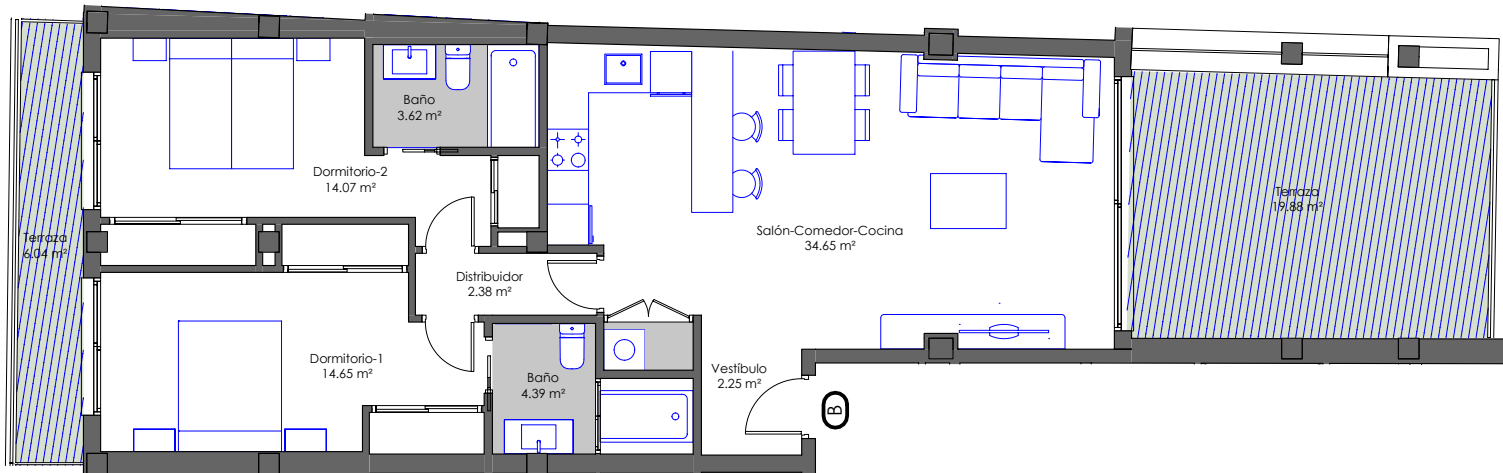 Baño
3.62 m²
Dormitorio-2
14.07 m²
Terraza
19.88 m²
Salón-Comedor-Cocina
34.65 m²
Terraza
6.04 m²
Distribuidor
2.38 m²
Dormitorio-1
14.65 m²
Baño
4.39 m²
Vestíbulo
2.25 m²
B